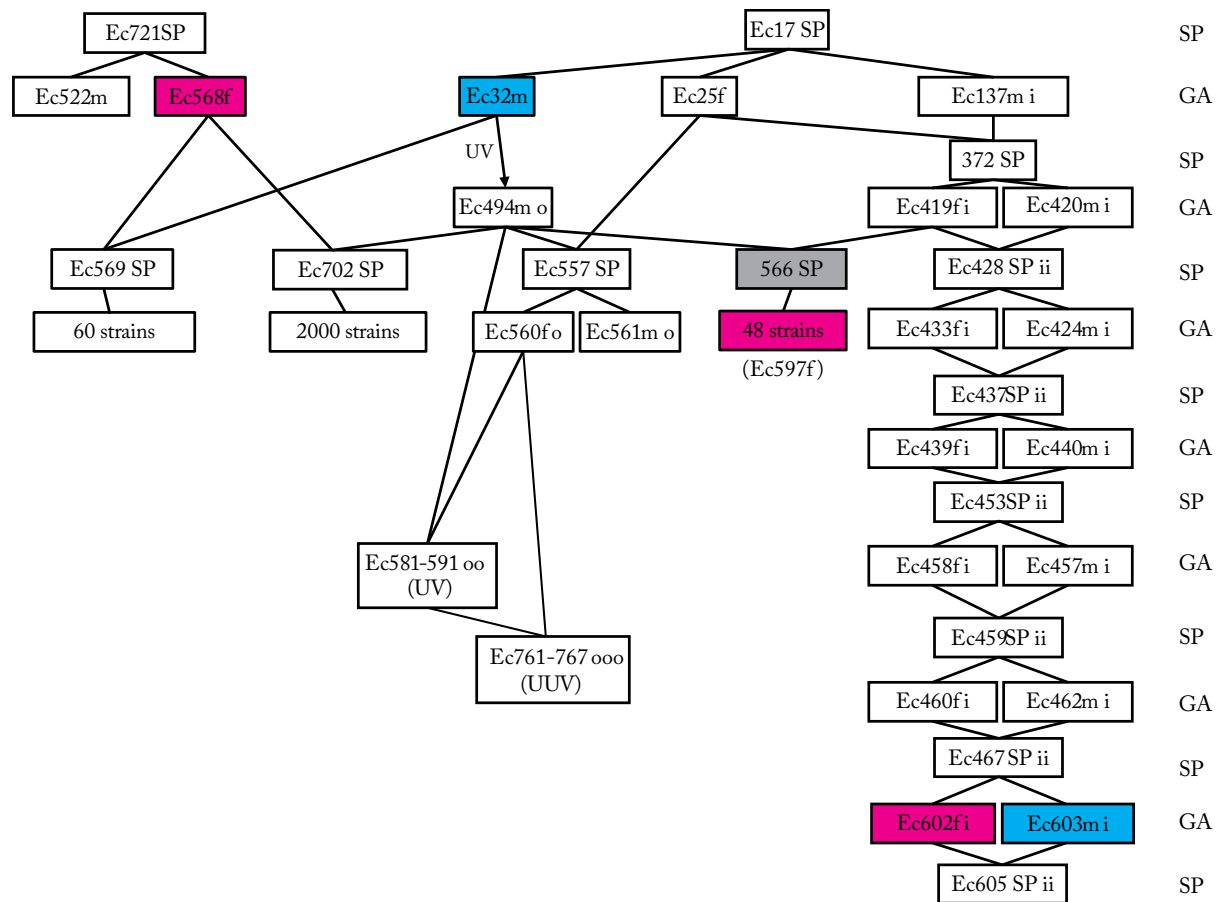 Ec721SP
Ec17 SP
SP
Ec522m
Ec568f
Ec32m
Ec25f
Ec137m i
GA
UV
372 SP
SP
Ec494m o
Ec419f i
Ec420m i
GA
Ec569 SP
Ec702 SP
Ec557 SP
566 SP
Ec428 SP ii
SP
60 strains
2000 strains
Ec560f o
Ec561m o
48 strains
Ec433f i
Ec424m i
GA
(Ec597f)
Ec437SP ii
SP
Ec439f i
Ec440m i
GA
Ec453SP ii
SP
Ec581-591 oo
(UV)
Ec458f i
Ec457m i
GA
Ec459SP ii
SP
Ec761-767 ooo
(UUV)
Ec460f i
Ec462m i
GA
Ec467 SP ii
SP
Ec602f i
Ec603m i
GA
Ec605 SP ii
SP